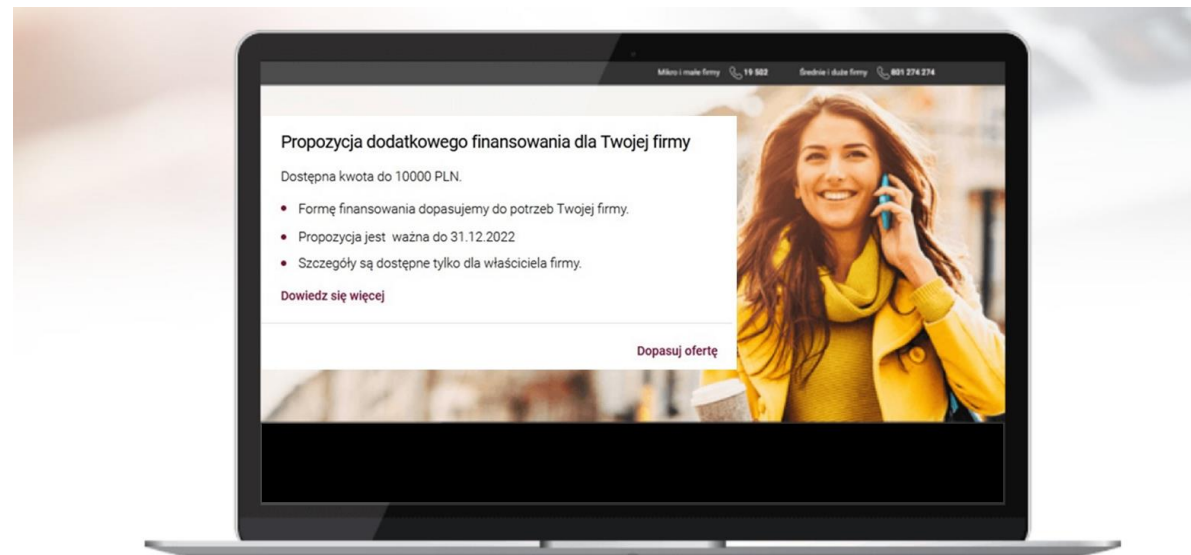 Mikro i małe firmy 19 502 Średnie i duże firmy 801 274 274
Propozycja dodatkowego finansowania dla Twojej firmy
Dostępna kwota do 10000 PLN.
• Formę finansowania dopasujemy do potrzeb Twojej firmy.
• Propozycja jest ważna do 31.12.2022
• Szczegóły są dostępne tylko dla właściciela firmy.
Dowiedz się więcej
Dopasuj ofertę